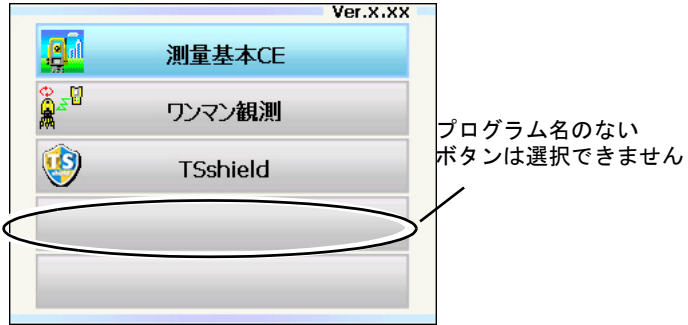 Ver.x.xx
測量基本CE
ワンマン観測
TSshield
プログラム名のない
ボタンは選択できません
TS